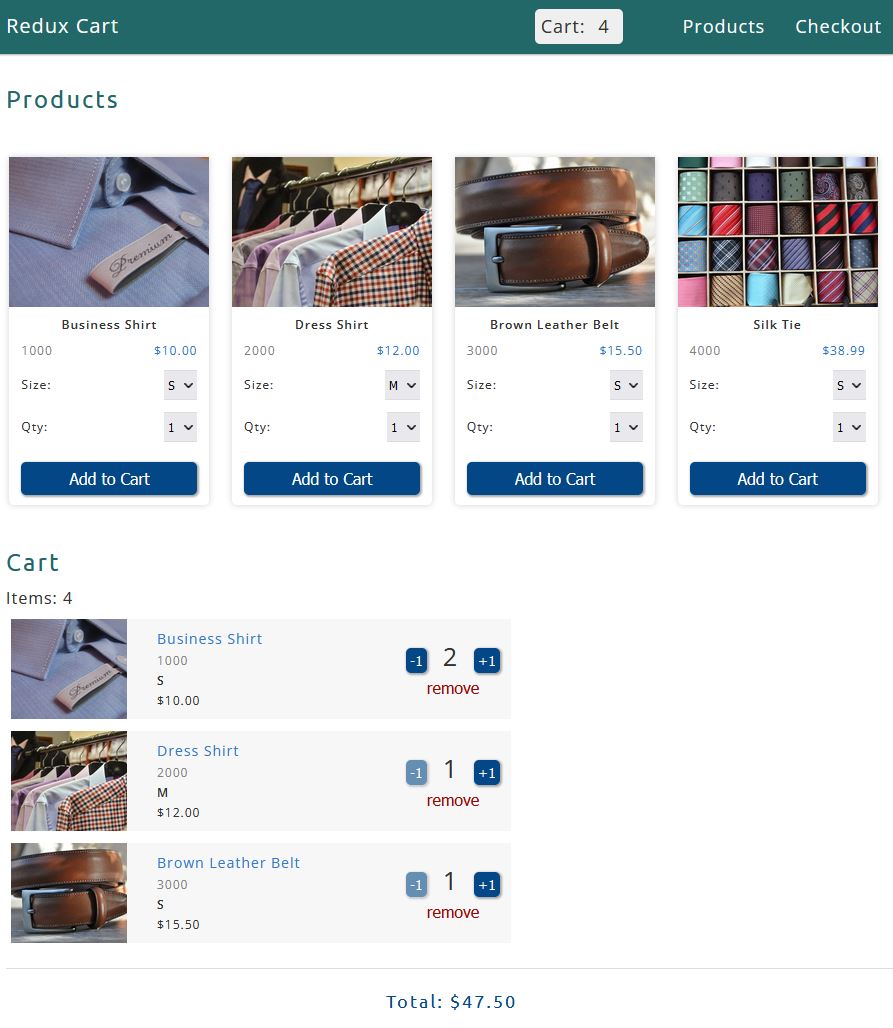 Redux Cart Cart: 4 Products Checkout
Products
Premium
Business Shirt
1000 $10.00
Size: S
Qty: 1
Add to Cart
Dress Shirt
2000 $12.00
Size: M
Qty: 1
Add to Cart
Brown Leather Belt
3000 $15.50
Size: S
Qty: 1
Add to Cart
Silk Tie
4000 $38.99
Size: S
Qty: 1
Add to Cart
Cart
Items: 4
Premium
Business Shirt
1000
S
$10.00
-1 2 +1
remove
Dress Shirt
2000
M
$12.00
-1 1 +1
remove
Brown Leather Belt
3000
S
$15.50
-1 1 +1
remove
Total: $47.50